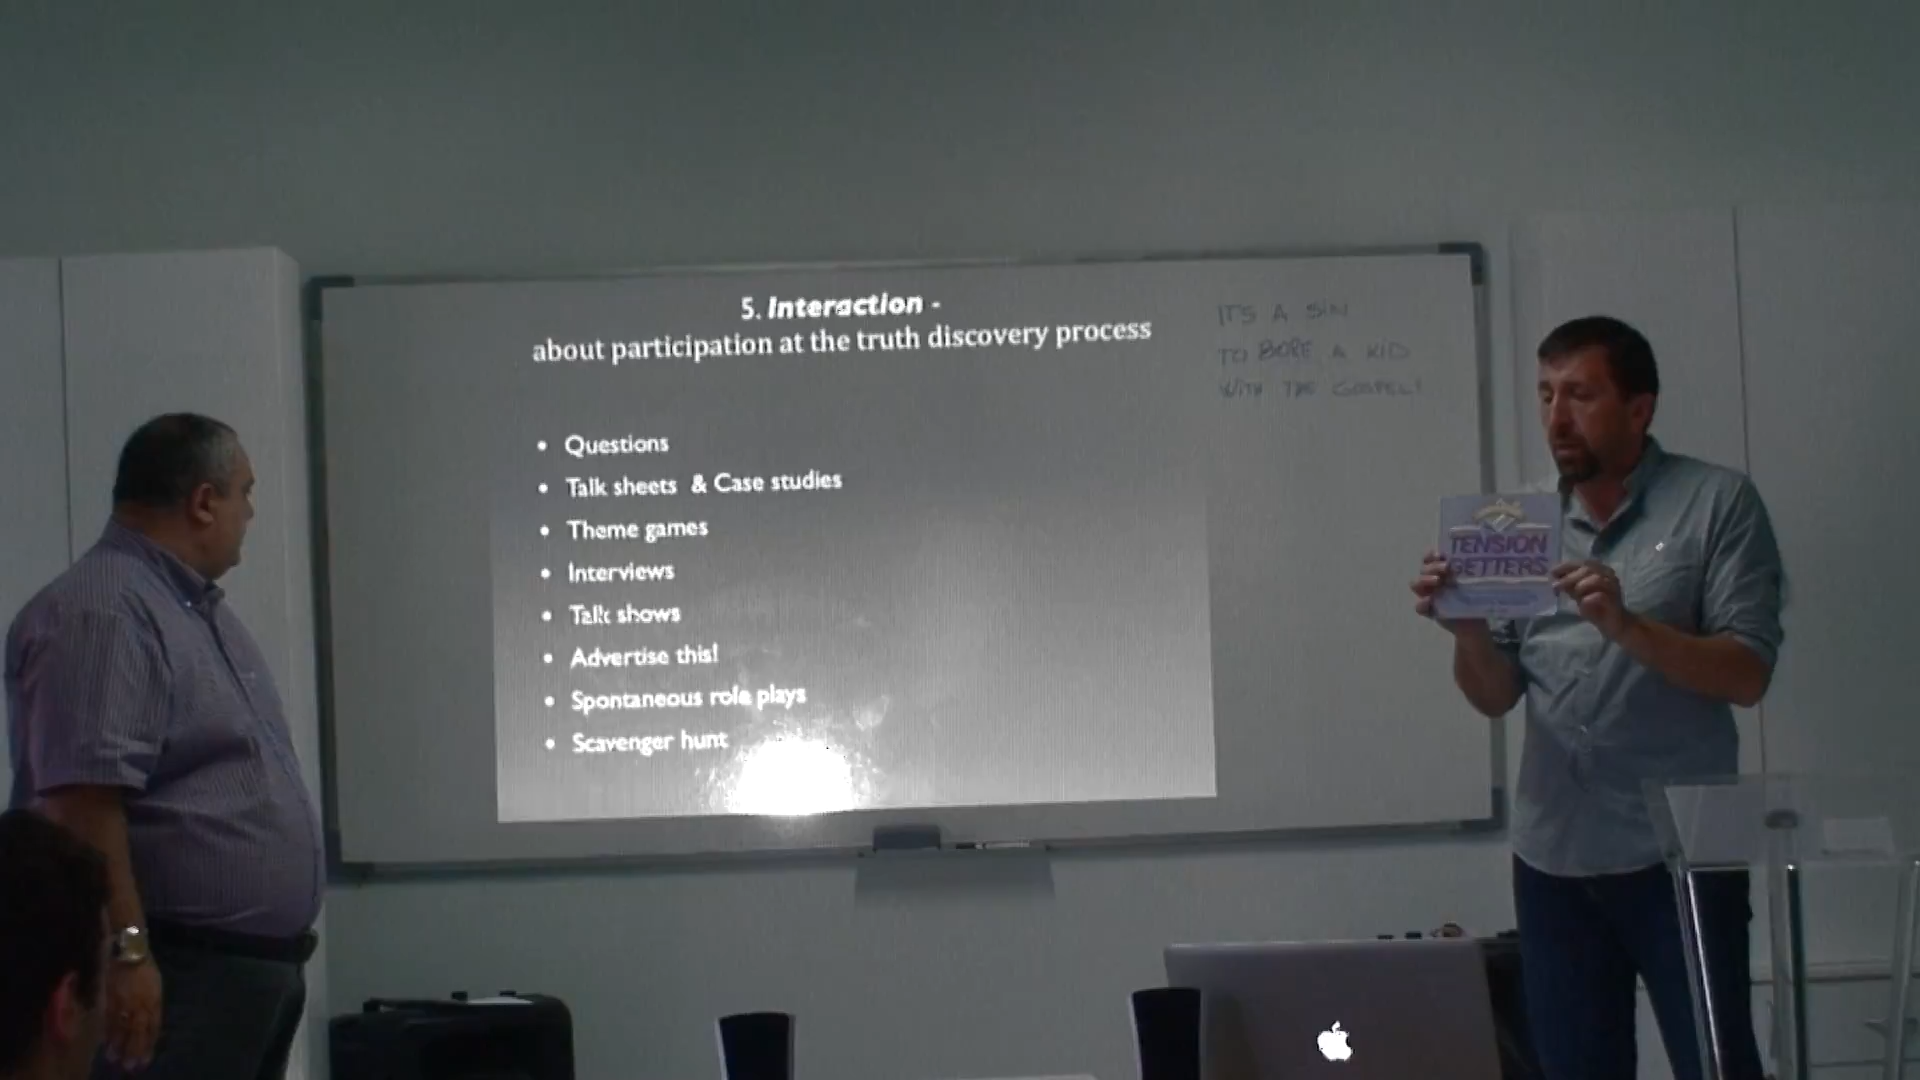 5. Interaction -
about participation at the truth discovery process
• Questions
• Talk sheets & Case studies
• Theme games
• Interviews
• Talk shows
• Advertise this!
• Spontaneous role plays
• Scavenger hunt
IT'S A SIN
TO BORE A KID
WITH THE GOSPEL!
TENSION
GETTERS